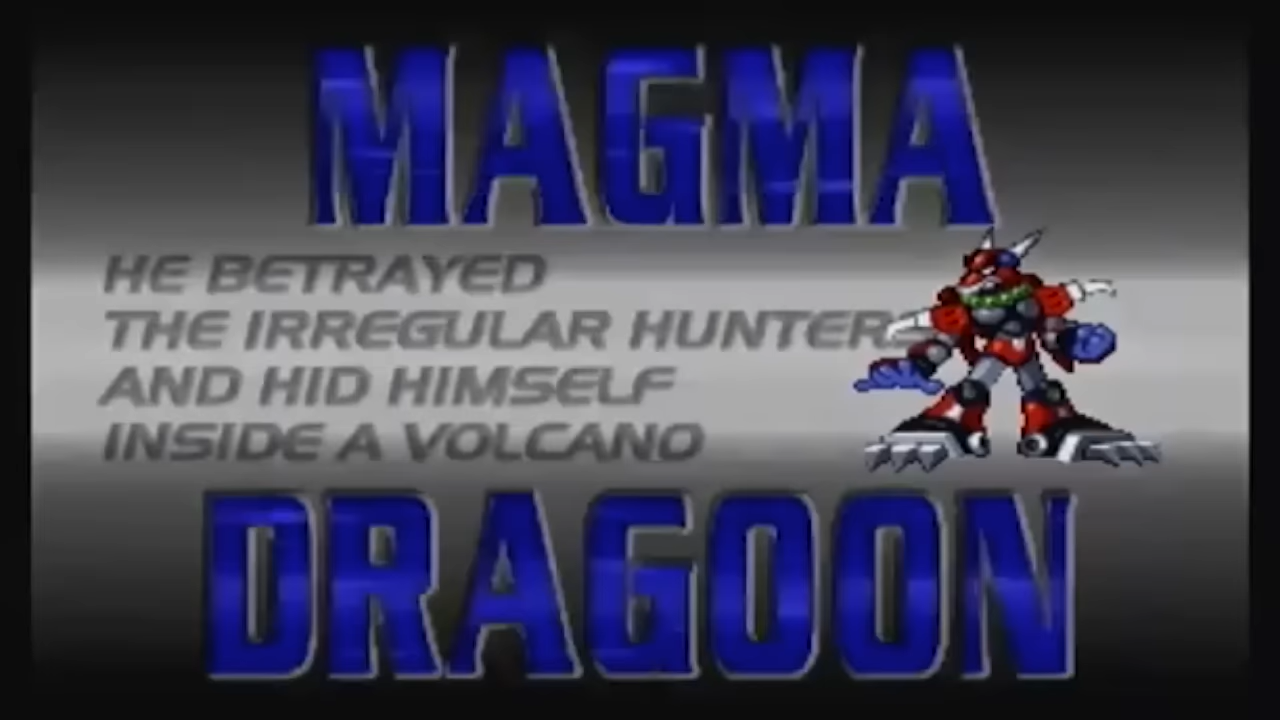 MAGMA
HE BETRAYED
THE IRREGULAR HUNTERS
AND HID HIMSELF
INSIDE A VOLCANO
DRAGOON